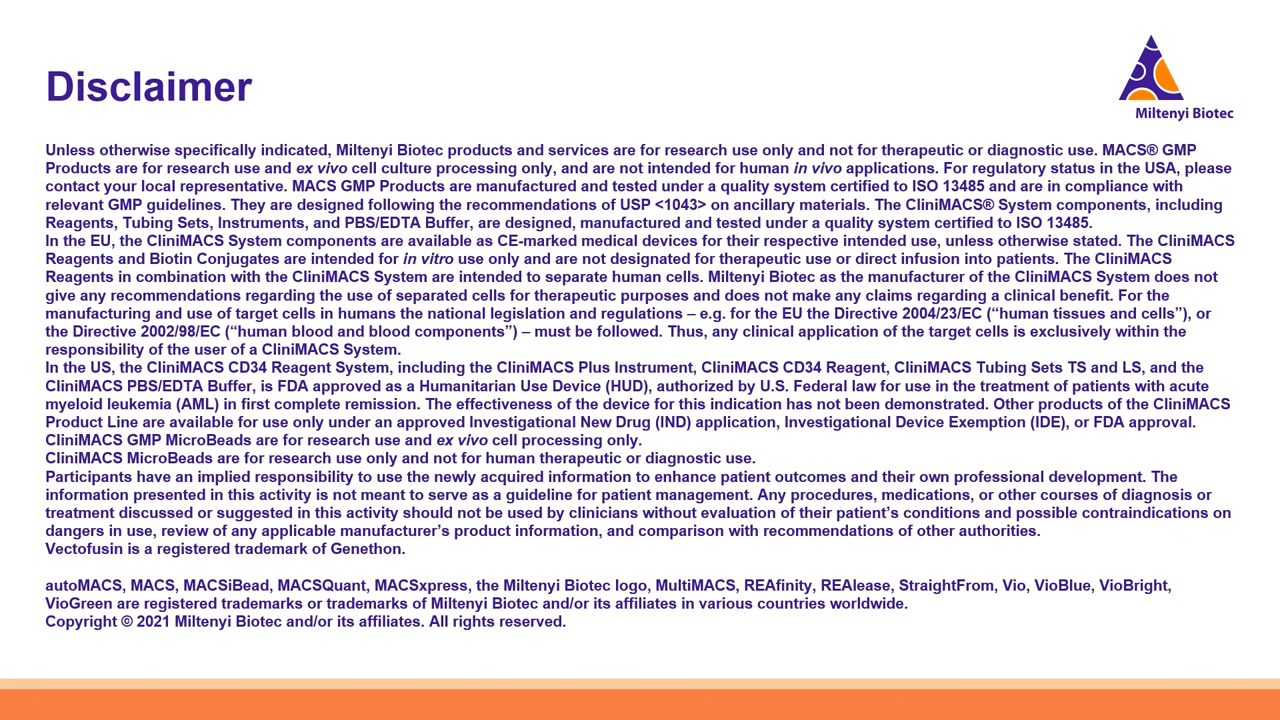 Disclaimer
Miltenyi Biotec
Unless otherwise specifically indicated, Miltenyi Biotec products and services are for research use only and not for therapeutic or diagnostic use. MACS® GMP
Products are for research use and ex vivo cell culture processing only, and are not intended for human in vivo applications. For regulatory status in the USA, please
contact your local representative. MACS GMP Products are manufactured and tested under a quality system certified to ISO 13485 and are in compliance with
relevant GMP guidelines. They are designed following the recommendations of USP <1043> on ancillary materials. The CliniMACS® System components, including
Reagents, Tubing Sets, Instruments, and PBS/EDTA Buffer, are designed, manufactured and tested under a quality system certified to ISO 13485.
In the EU, the CliniMACS System components are available as CE-marked medical devices for their respective intended use, unless otherwise stated. The CliniMACS
Reagents and Biotin Conjugates are intended for in vitro use only and are not designated for therapeutic use or direct infusion into patients. The CliniMACS
Reagents in combination with the CliniMACS System are intended to separate human cells. Miltenyi Biotec as the manufacturer of the CliniMACS System does not
give any recommendations regarding the use of separated cells for therapeutic purposes and does not make any claims regarding a clinical benefit. For the
manufacturing and use of target cells in humans the national legislation and regulations – e.g. for the EU the Directive 2004/23/EC (“human tissues and cells”), or
the Directive 2002/98/EC (“human blood and blood components”) – must be followed. Thus, any clinical application of the target cells is exclusively within the
responsibility of the user of a CliniMACS System.
In the US, the CliniMACS CD34 Reagent System, including the CliniMACS Plus Instrument, CliniMACS CD34 Reagent, CliniMACS Tubing Sets TS and LS, and the
CliniMACS PBS/EDTA Buffer, is FDA approved as a Humanitarian Use Device (HUD), authorized by U.S. Federal law for use in the treatment of patients with acute
myeloid leukemia (AML) in first complete remission. The effectiveness of the device for this indication has not been demonstrated. Other products of the CliniMACS
Product Line are available for use only under an approved Investigational New Drug (IND) application, Investigational Device Exemption (IDE), or FDA approval.
CliniMACS GMP MicroBeads are for research use and ex vivo cell processing only.
CliniMACS MicroBeads are for research use only and not for human therapeutic or diagnostic use.
Participants have an implied responsibility to use the newly acquired information to enhance patient outcomes and their own professional development. The
information presented in this activity is not meant to serve as a guideline for patient management. Any procedures, medications, or other courses of diagnosis or
treatment discussed or suggested in this activity should not be used by clinicians without evaluation of their patient’s conditions and possible contraindications on
dangers in use, review of any applicable manufacturer’s product information, and comparison with recommendations of other authorities.
Vectofusin is a registered trademark of Genethon.
autoMACS, MACS, MACSiBead, MACSQuant, MACSxpress, the Miltenyi Biotec logo, MultiMACS, REAfinity, REAlease, StraightFrom, Vio, VioBlue, VioBright,
VioGreen are registered trademarks or trademarks of Miltenyi Biotec and/or its affiliates in various countries worldwide.
Copyright © 2021 Miltenyi Biotec and/or its affiliates. All rights reserved.